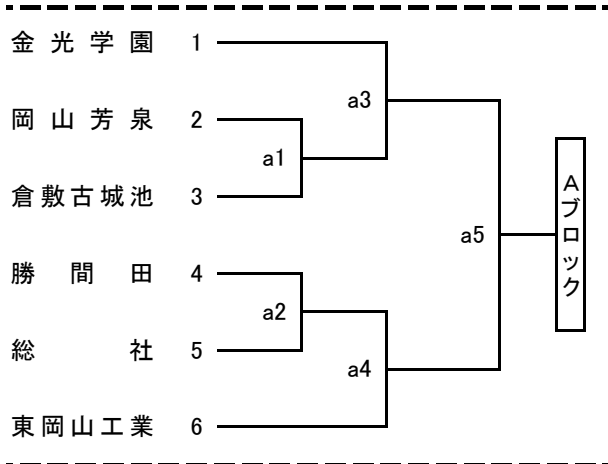 金光学園 1
a3
岡山芳泉 2
a1
倉敷古城池 3
Aブロック
a5
勝間田 4
a2
総社 5
a4
東岡山工業 6